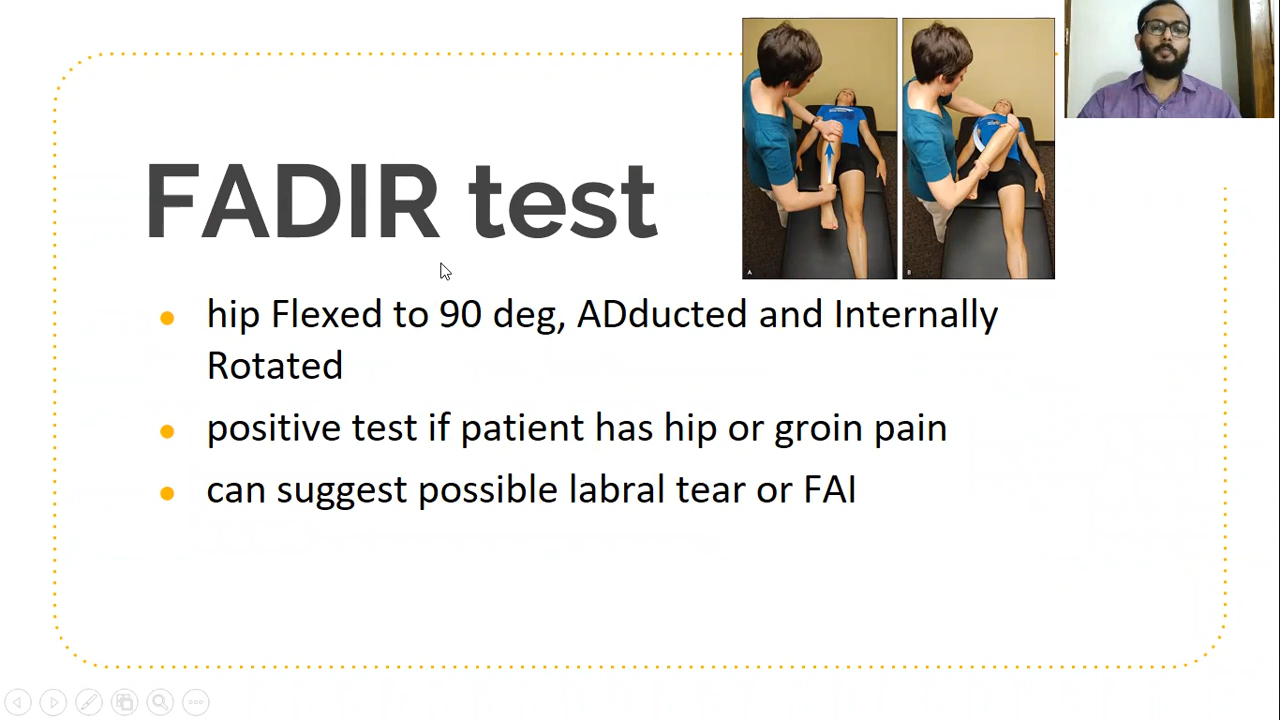 FADIR test
hip Flexed to 90 deg, ADducted and Internally
Rotated
positive test if patient has hip or groin pain
can suggest possible labral tear or FAI
A
B